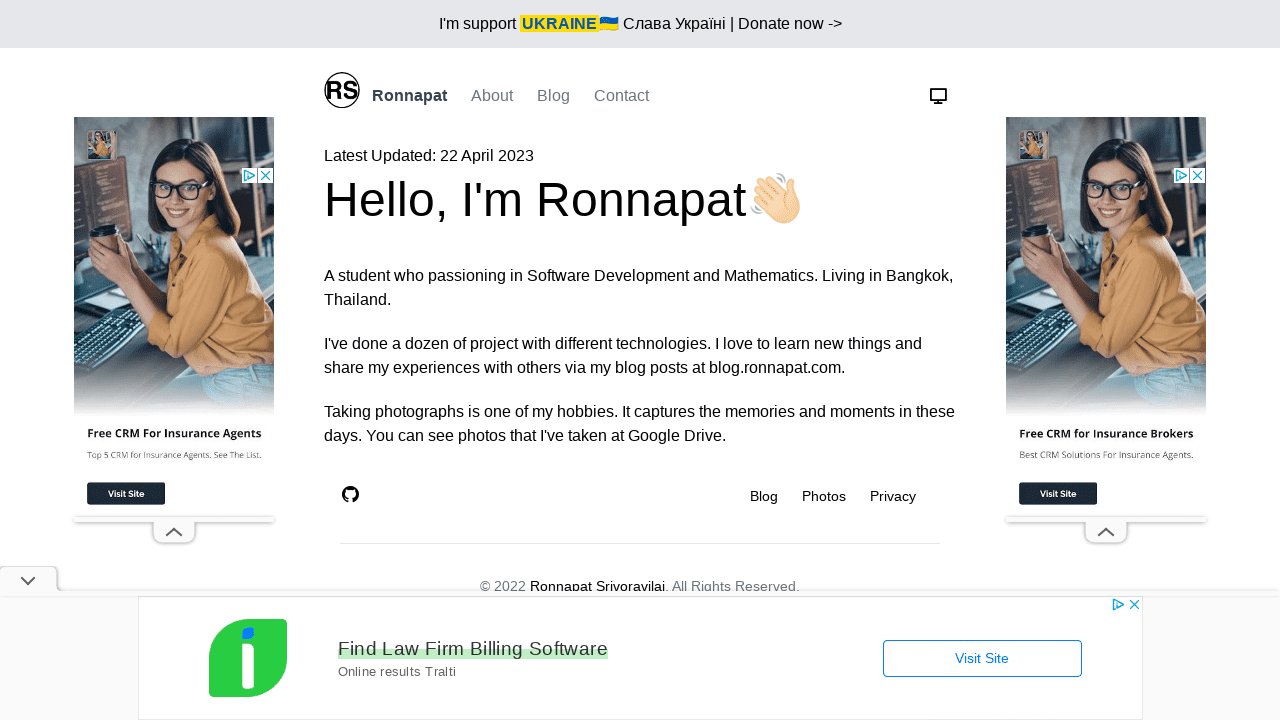 I'm support UKRAINE🇺🇦 Слава Україні | Donate now ->
RS Ronnapat About Blog Contact
Latest Updated: 22 April 2023
Hello, I'm Ronnapat👋🏻
A student who passioning in Software Development and Mathematics. Living in Bangkok,
Thailand.
I've done a dozen of project with different technologies. I love to learn new things and
share my experiences with others via my blog posts at blog.ronnapat.com.
Taking photographs is one of my hobbies. It captures the memories and moments in these
days. You can see photos that I've taken at Google Drive.
Blog Photos Privacy
© 2022 Ronnapat Srivoravilai. All Rights Reserved.
Free CRM For Insurance Agents
Top 5 CRM for Insurance Agents. See The List.
Visit Site
Free CRM for Insurance Brokers
Best CRM Solutions For Insurance Agents.
Visit Site
Find Law Firm Billing Software
Online results Tralti
Visit Site